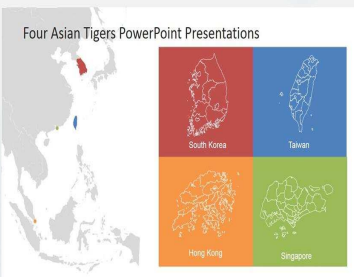 Four Asian Tigers PowerPoint Presentations
South Korea
Taiwan
Hong Kong
Singapore